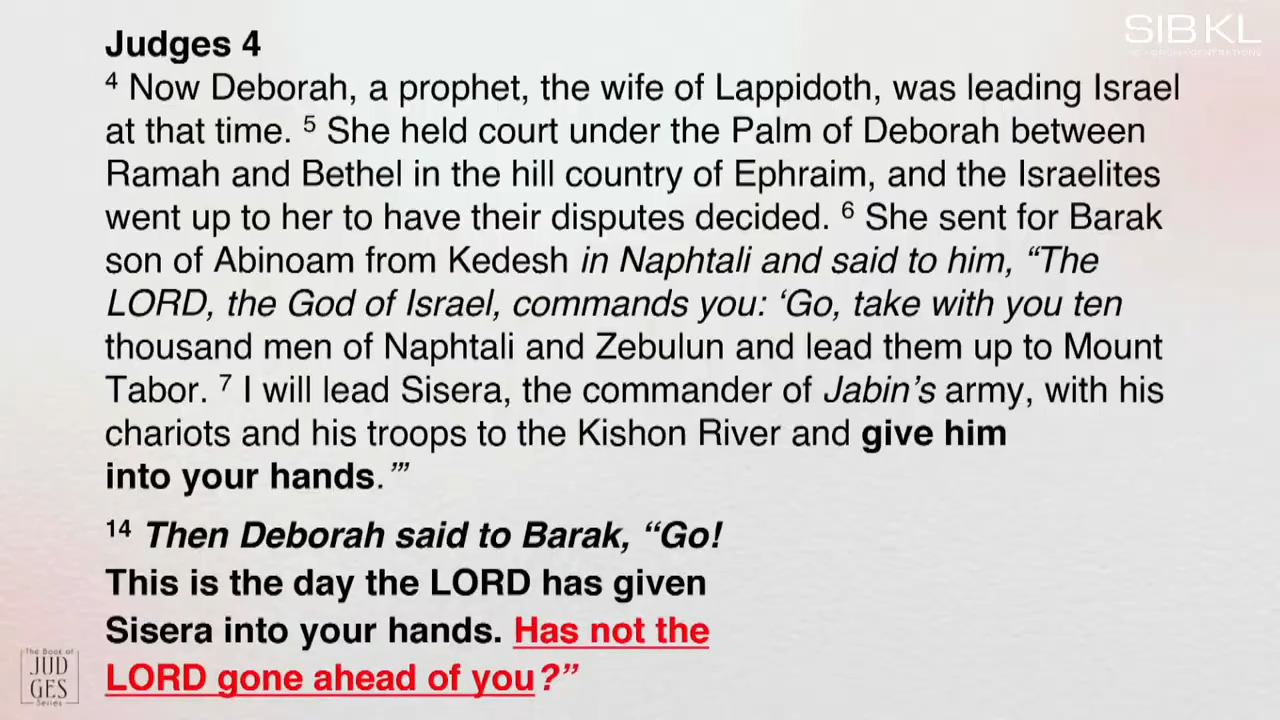 SIBKL
Judges 4
4 Now Deborah, a prophet, the wife of Lappidoth, was leading Israel
at that time. 5 She held court under the Palm of Deborah between
Ramah and Bethel in the hill country of Ephraim, and the Israelites
went up to her to have their disputes decided. 6 She sent for Barak
son of Abinoam from Kedesh in Naphtali and said to him, “The
LORD, the God of Israel, commands you: ‘Go, take with you ten
thousand men of Naphtali and Zebulun and lead them up to Mount
Tabor. 7 I will lead Sisera, the commander of Jabin’s army, with his
chariots and his troops to the Kishon River and give him
into your hands.’”
14 Then Deborah said to Barak, “Go!
This is the day the LORD has given
Sisera into your hands. Has not the
LORD gone ahead of you?”
The Book of
JUD
GES
Series